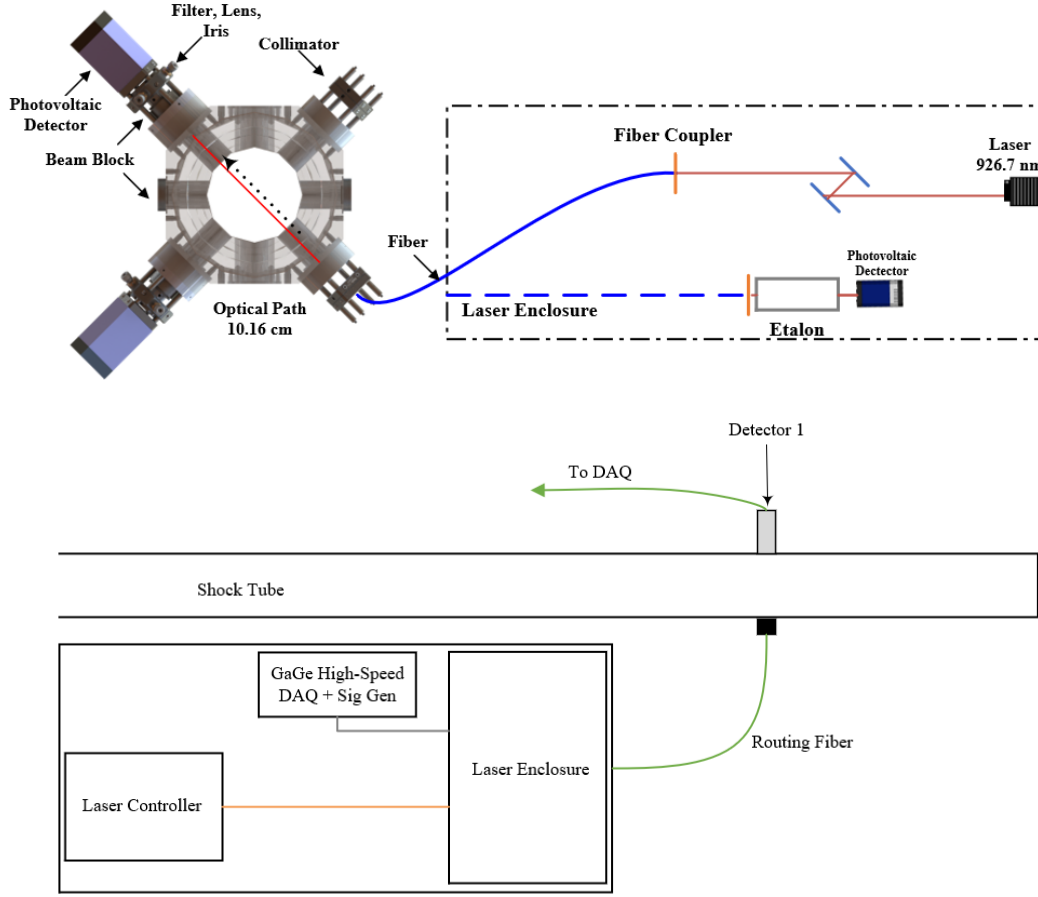 Filter, Lens,
Iris
Collimator
Photovoltaic
Detector
Beam Block
Fiber Coupler
Laser
926.7 nm
Fiber
Photovoltaic
Dectector
Optical Path
10.16 cm
Laser Enclosure
Etalon
Detector 1
To DAQ
Shock Tube
GaGe High-Speed
DAQ + Sig Gen
Routing Fiber
Laser Enclosure
Laser Controller